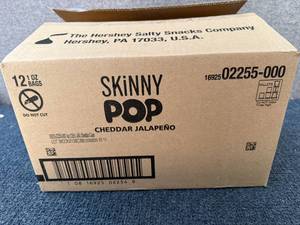 The Hershey Salty Snacks Company
Hershey, PA 17033, U.S.A.
16925 02255-000
12 1 OZ
BAGS
DO NOT CUT
SKINNY
POP
CHEDDAR JALAPEÑO